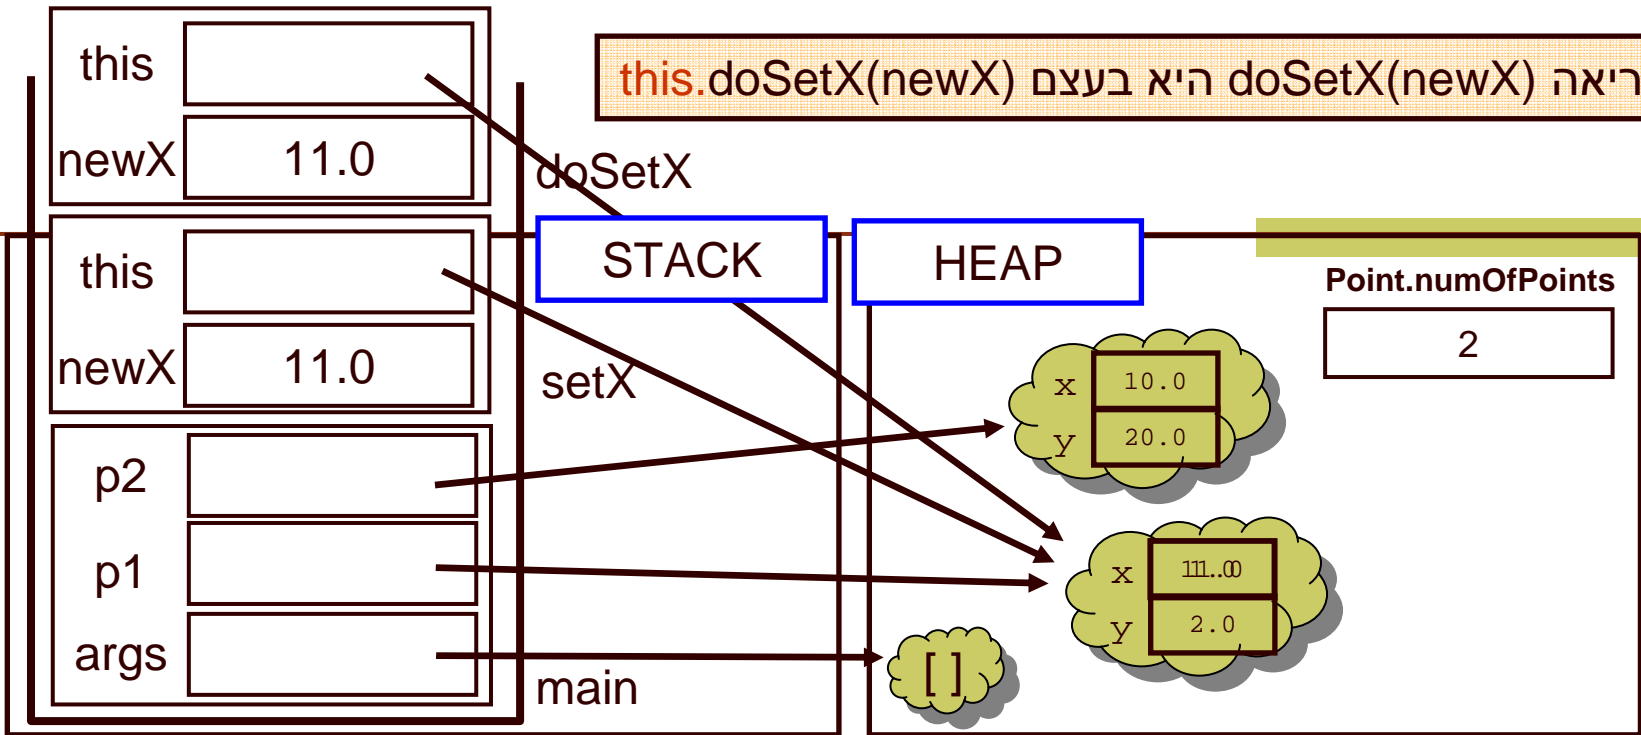 this
newX 11.0
ריאה doSetX(newX) היא בעצם this.doSetX(newX)
doSetX
STACK
HEAP
this
newX 11.0
setX
Point.numOfPoints
2
x 10.0
y 20.0
p2
p1
args
main
x
y 2.0
[]